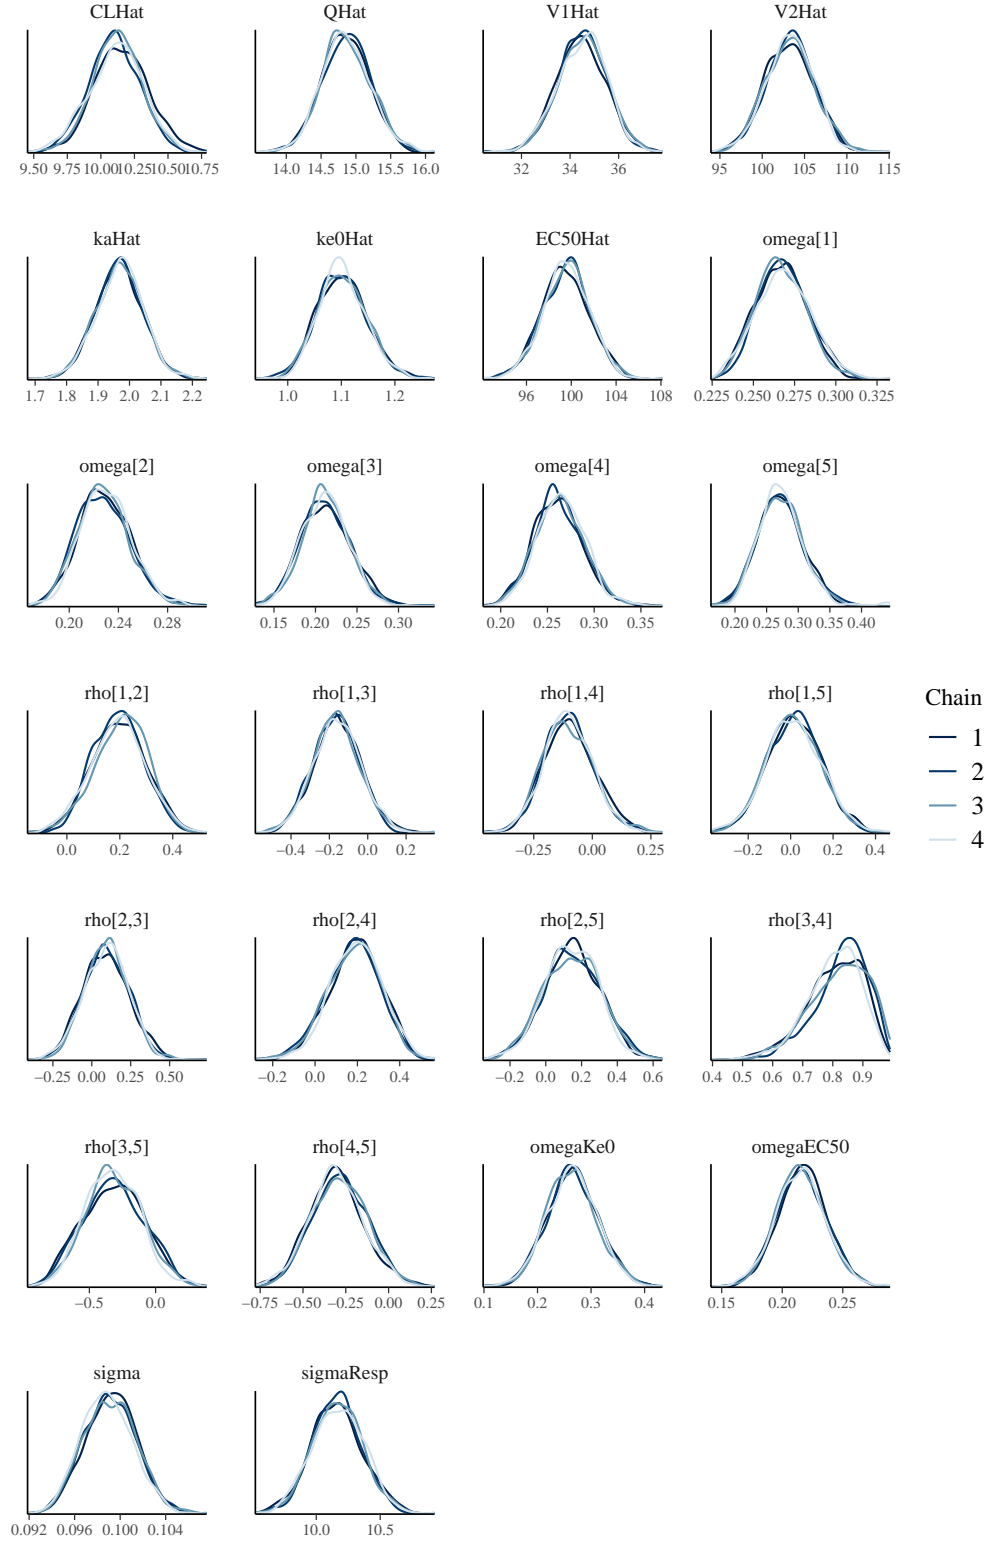 CLHat QHat V1Hat V2Hat
9.50 9.75 10.00 10.25 10.50 10.75 14.0 14.5 15.0 15.5 16.0 32 34 36 95 100 105 110 115
kaHat ke0Hat EC50Hat omega[1]
1.7 1.8 1.9 2.0 2.1 2.2 1.0 1.1 1.2 96 100 104 108 0.225 0.250 0.275 0.300 0.325
omega[2] omega[3] omega[4] omega[5]
0.20 0.24 0.28 0.15 0.20 0.25 0.30 0.20 0.25 0.30 0.35 0.20 0.25 0.30 0.35 0.40
rho[1,2] rho[1,3] rho[1,4] rho[1,5]
0.0 0.2 0.4 −0.4 −0.2 0.0 0.2 −0.25 0.00 0.25 −0.2 0.0 0.2 0.4
Chain
1
2
3
4
rho[2,3] rho[2,4] rho[2,5] rho[3,4]
−0.25 0.00 0.25 0.50 −0.2 0.0 0.2 0.4 −0.2 0.0 0.2 0.4 0.6 0.4 0.5 0.6 0.7 0.8 0.9
rho[3,5] rho[4,5] omegaKe0 omegaEC50
−0.5 0.0 −0.75 −0.50 −0.25 0.00 0.25 0.1 0.2 0.3 0.4 0.15 0.20 0.25
sigma sigmaResp
0.092 0.096 0.100 0.104 10.0 10.5